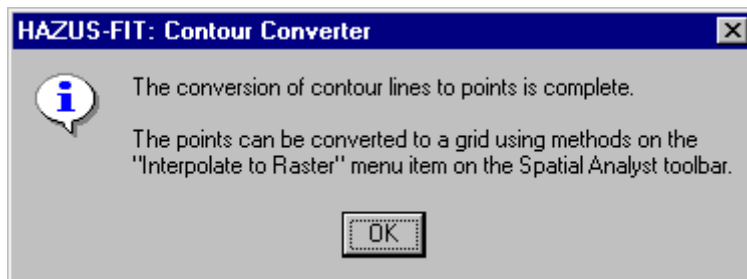 HAZUS-FIT: Contour Converter
The conversion of contour lines to points is complete.
The points can be converted to a grid using methods on the
"Interpolate to Raster" menu item on the Spatial Analyst toolbar.
OK